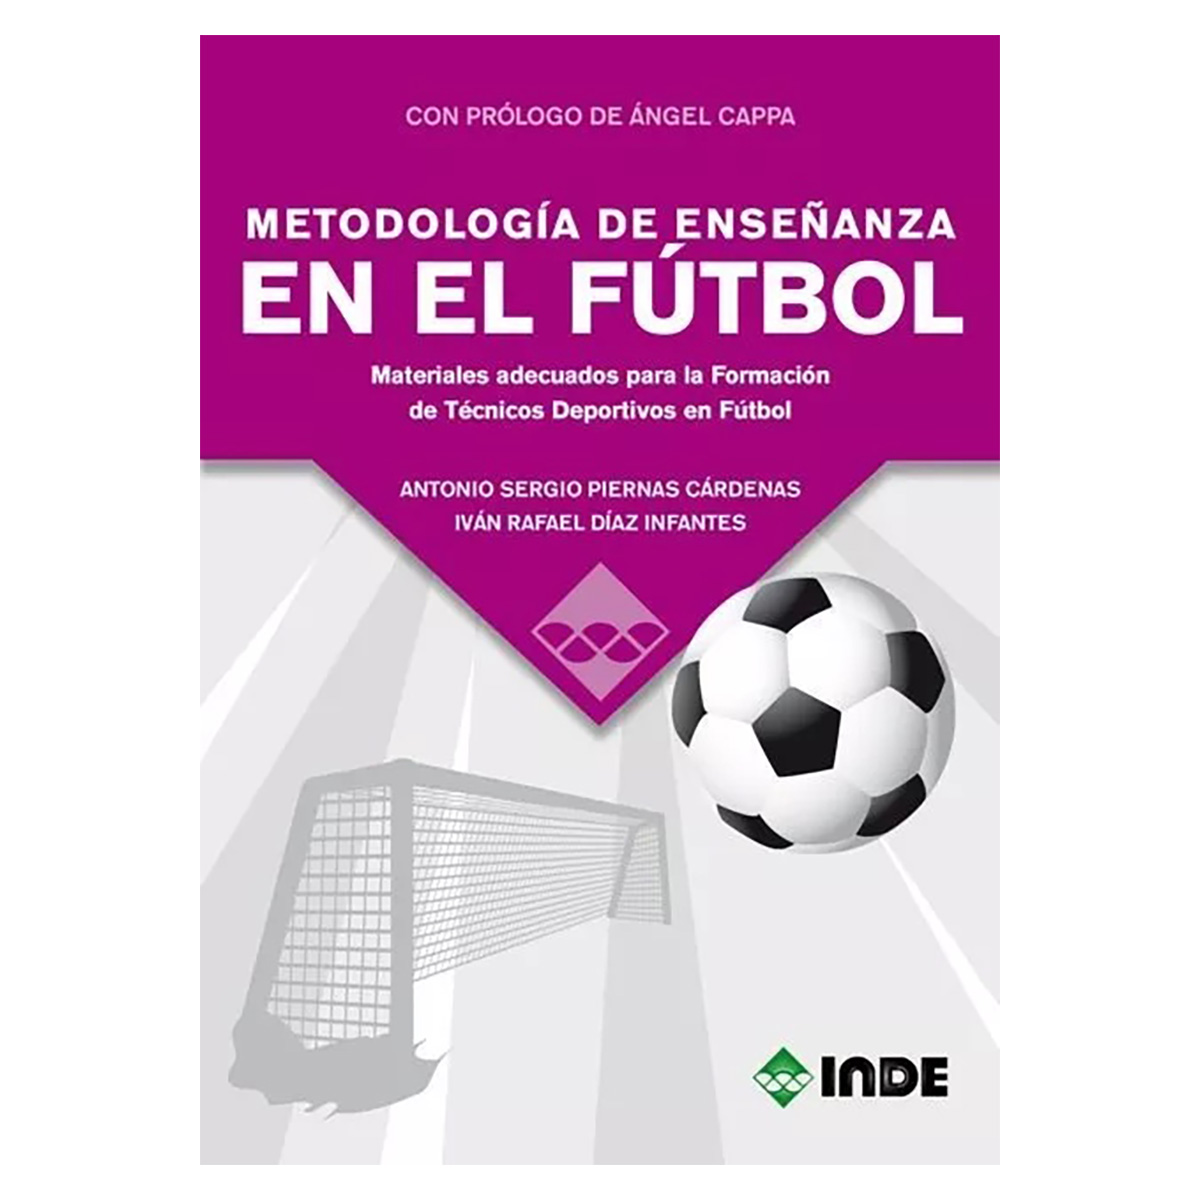 CON PRÓLOGO DE ÁNGEL CAPPA
METODOLOGÍA DE ENSEÑANZA
EN EL FÚTBOL
Materiales adecuados para la Formación
de Técnicos Deportivos en Fútbol
ANTONIO SERGIO PIERNAS CÁRDENAS
IVÁN RAFAEL DÍAZ INFANTES
INDE